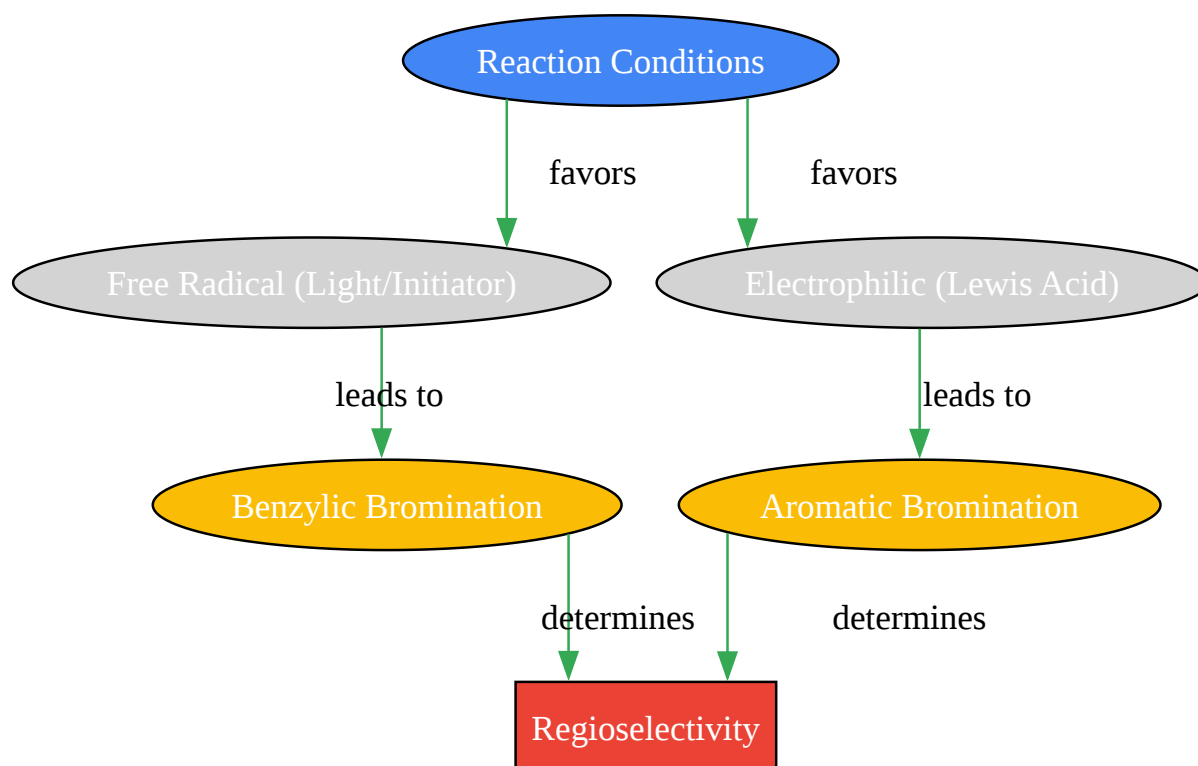 Reaction Conditions
favors
favors
Free Radical (Light/Initiator)
Electrophilic (Lewis Acid)
leads to
leads to
Benzylic Bromination
Aromatic Bromination
determines
determines
Regioselectivity